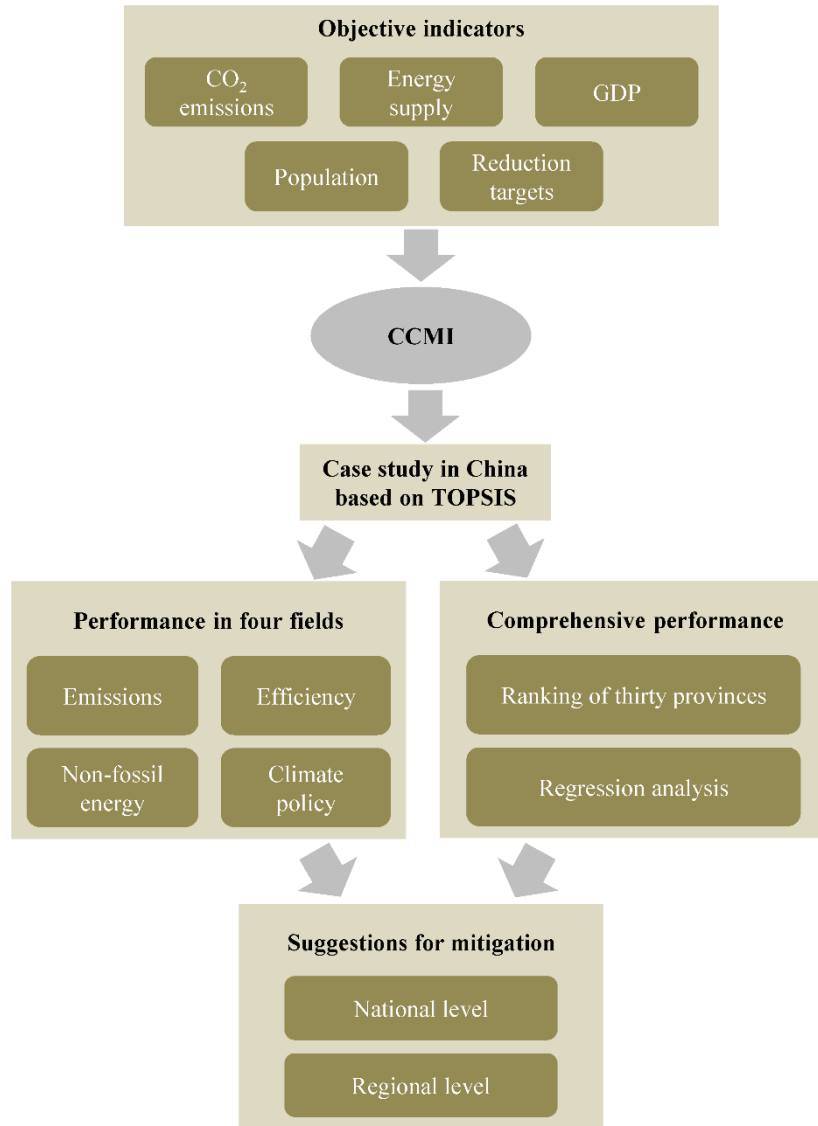 Objective indicators
CO₂
emissions
Energy
supply
GDP
Population
Reduction
targets
CCMI
Case study in China
based on TOPSIS
Performance in four fields
Emissions
Efficiency
Non-fossil
energy
Climate
policy
Comprehensive performance
Ranking of thirty provinces
Regression analysis
Suggestions for mitigation
National level
Regional level